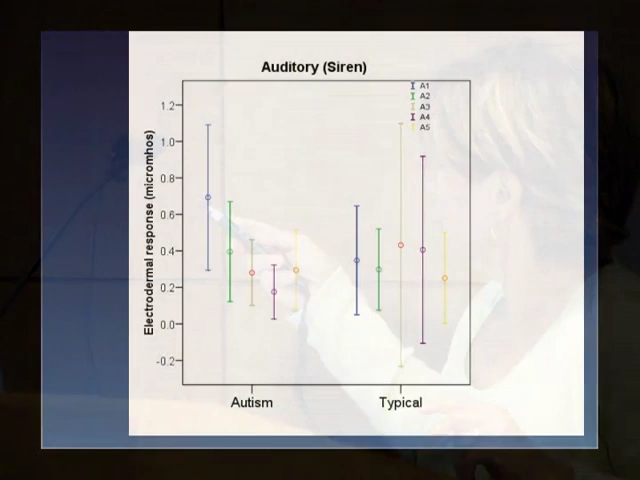 Auditory (Siren)
A1
A2
A3
A4
A5
Electrodermal response (micromhos)
1.2
1.0
0.8
0.6
0.4
0.2
0.0
-0.2
Autism
Typical